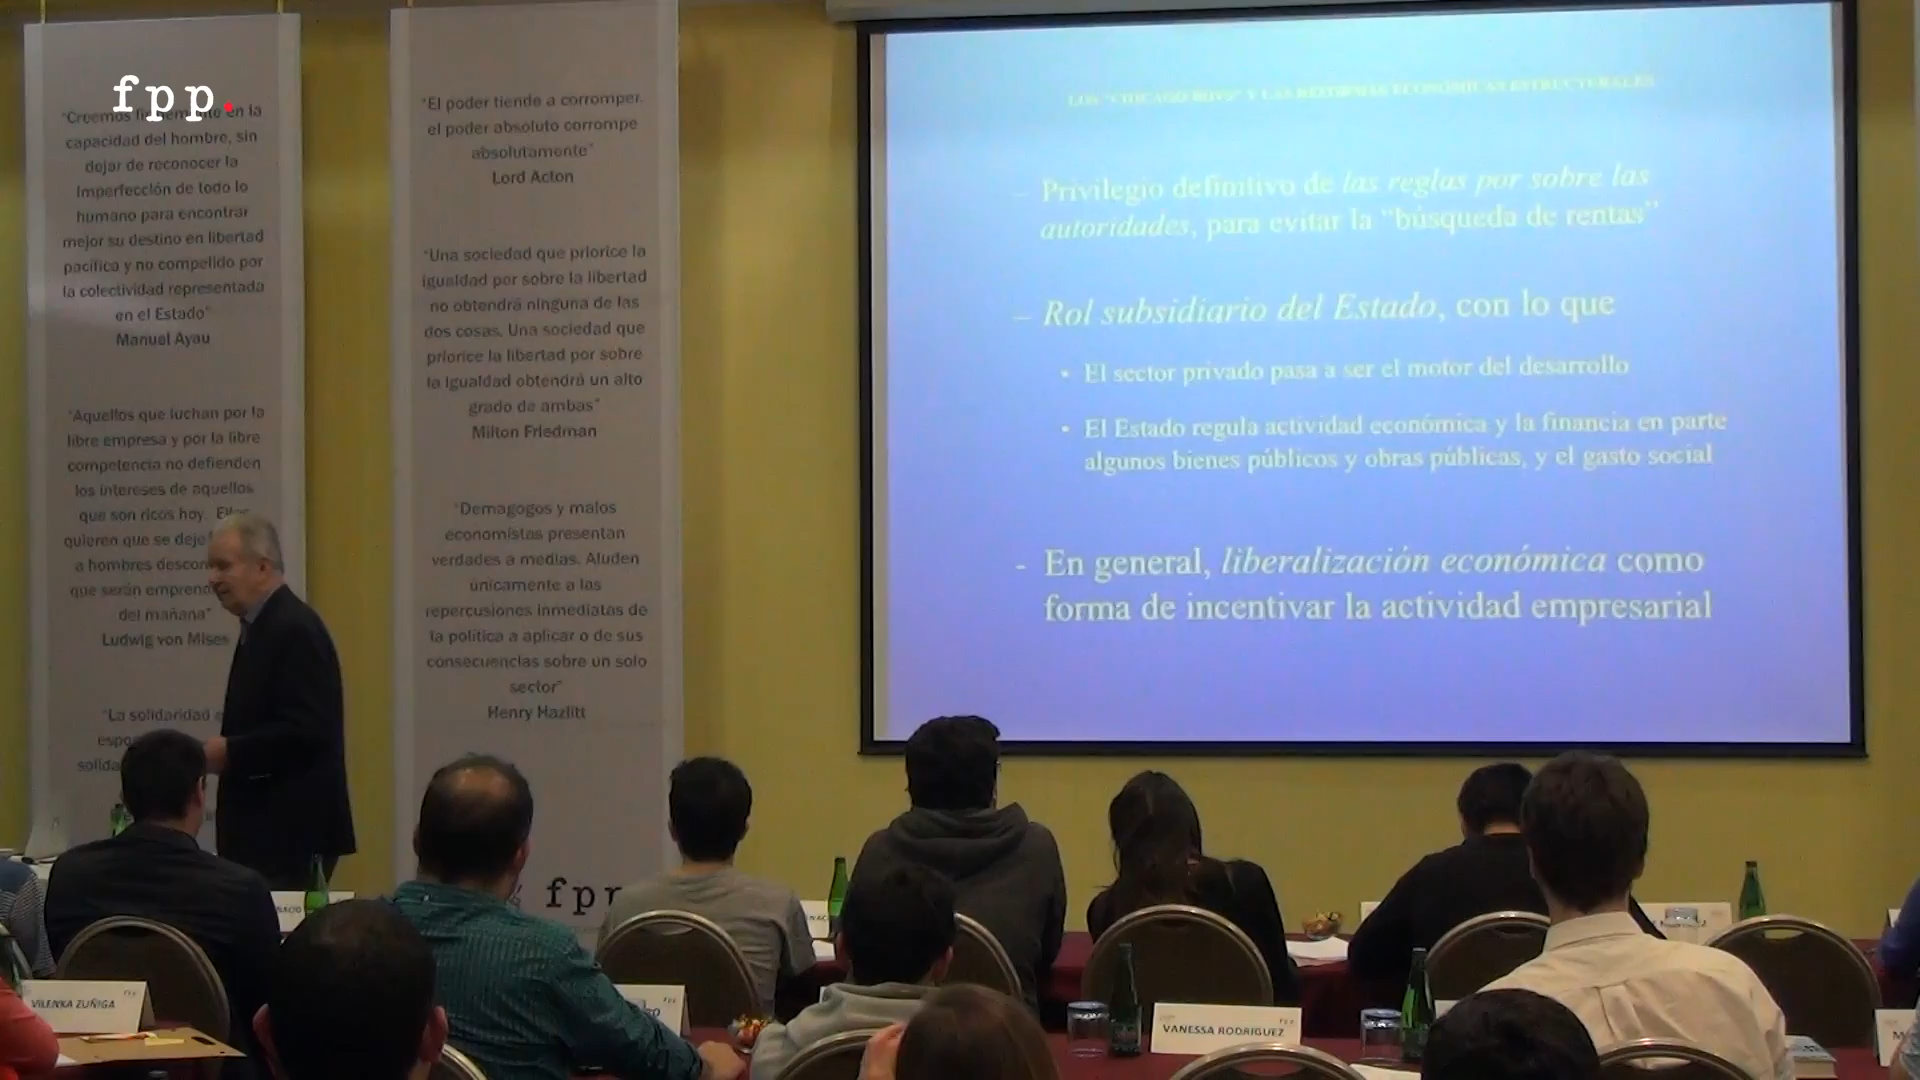 fpp.
"Creemos firmemente en la
capacidad del hombre, sin
dejar de reconocer la
imperfección de todo lo
humano para encontrar
mejor su destino en libertad
pacífica y no compelido por
la colectividad representada
en el Estado"
Manuel Ayau
"Aquellos que luchan por la
libre empresa y por la libre
competencia no defienden
los intereses de aquellos
que son ricos hoy.
quieren que se
a hombres
que serán
del mañana"
Ludwig von Mises
"La solidaridad
"El poder tiende a corromper,
el poder absoluto corrompe
absolutamente"
Lord Acton
"Una sociedad que priorice la
igualdad por sobre la libertad
no obtendrá ninguna de las
dos cosas. Una sociedad que
priorice la libertad por sobre
la igualdad obtendrá un alto
grado de ambas"
Milton Friedman
"Demagogos y malos
economistas presentan
verdades a medias. Aluden
únicamente a las
repercusiones inmediatas de
la política a aplicar o de sus
consecuencias sobre un solo
sector"
Henry Hazlitt
fpp
LOS "CHICAGO BOYS" Y LAS REFORMAS ECONÓMICAS ESTRUCTURALES
– Privilegio definitivo de las reglas por sobre las
autoridades, para evitar la "búsqueda de rentas"
– Rol subsidiario del Estado, con lo que
• El sector privado pasa a ser el motor del desarrollo
• El Estado regula actividad económica y la financia en parte
algunos bienes públicos y obras públicas, y el gasto social
- En general, liberalización económica como
forma de incentivar la actividad empresarial
VILENKA ZUÑIGA
VANESSA RODRIGUEZ